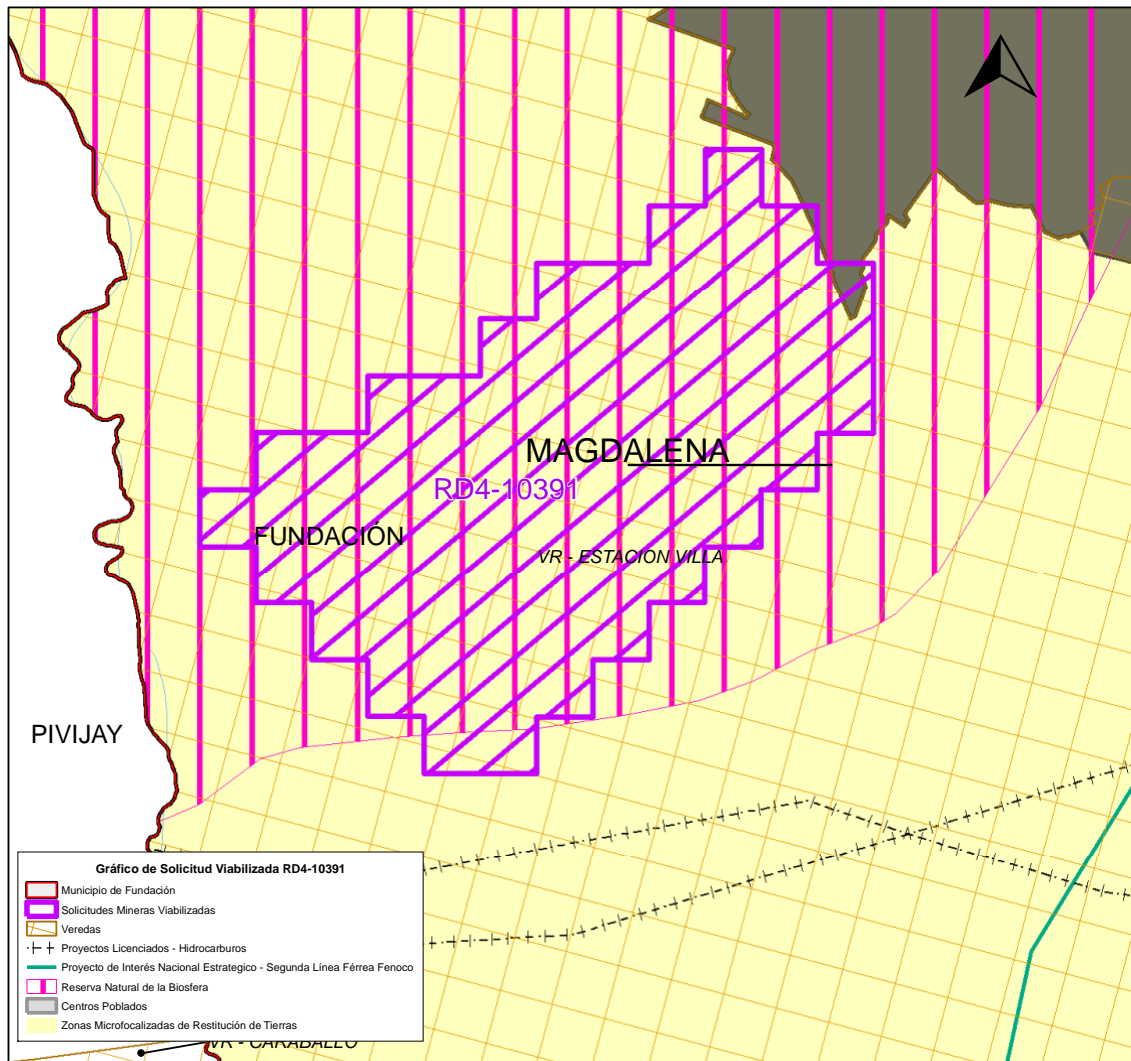 MAGDALENA
RD4-10391
FUNDACIÓN
VR - ESTACION VILLA
PIVIJAY
Gráfico de Solicitud Viabilizada RD4-10391
Municipio de Fundación
Solicitudes Mineras Viabilizadas
Veredas
Proyectos Licenciados - Hidrocarburos
Proyecto de Interés Nacional Estrategico - Segunda Línea Férrea Fenoco
Reserva Natural de la Biosfera
Centros Poblados
Zonas Microfocalizadas de Restitución de Tierras
VR - CARABALLO